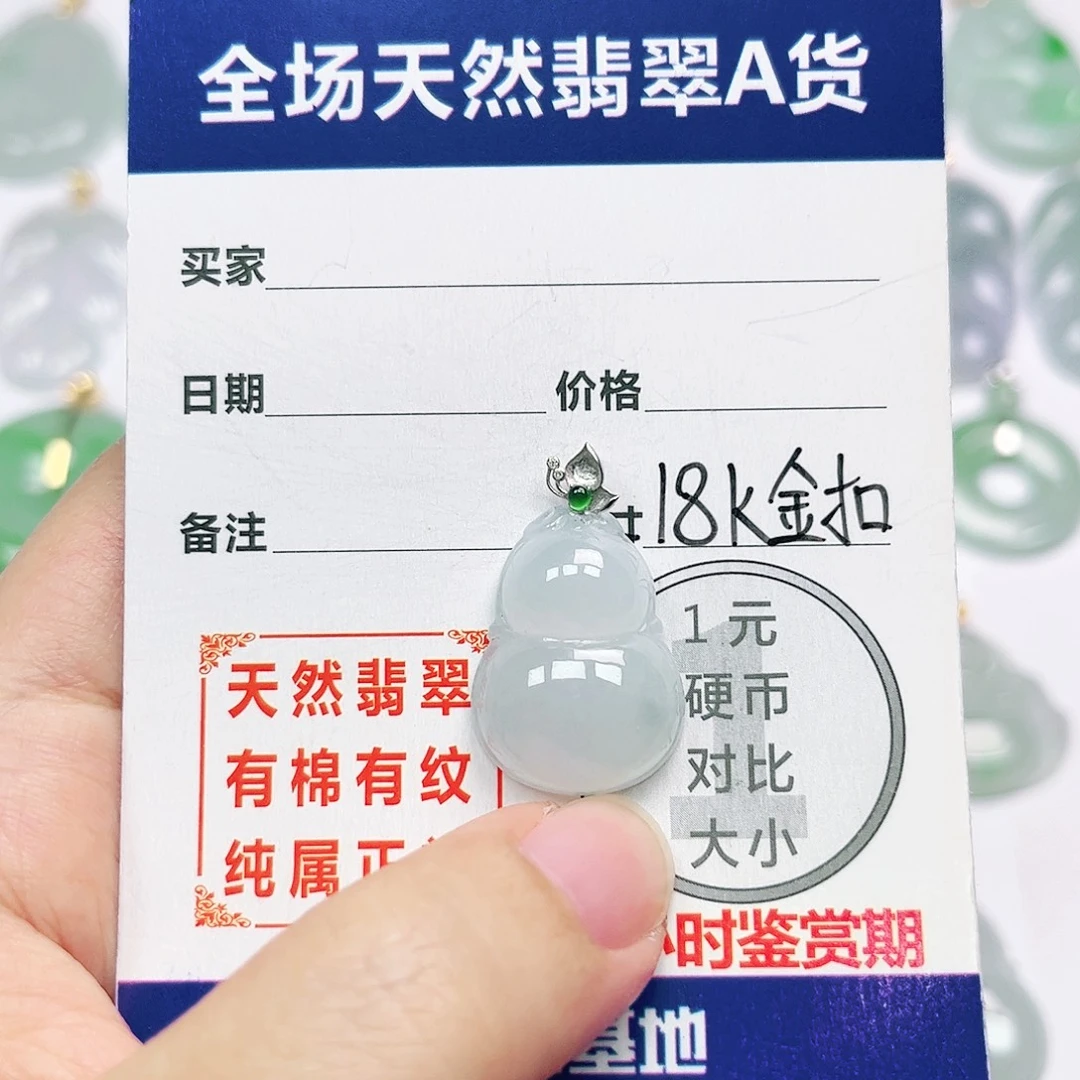 全场天然翡翠A货
买家
日期 价格
备注 18K金扣
天然翡翠
有棉有纹
纯属正
1元
硬币
对比
大小
小时鉴赏期
基地